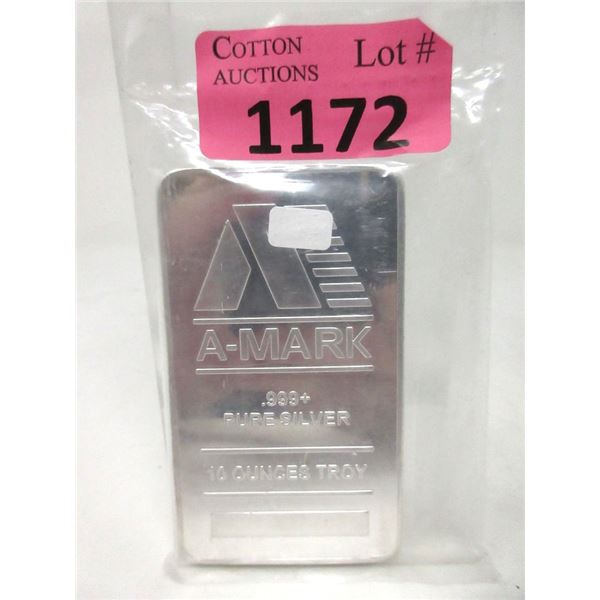 COTTON
AUCTIONS
Lot #
1172
A-MARK
.999+
PURE SILVER
10 OUNCES TROY